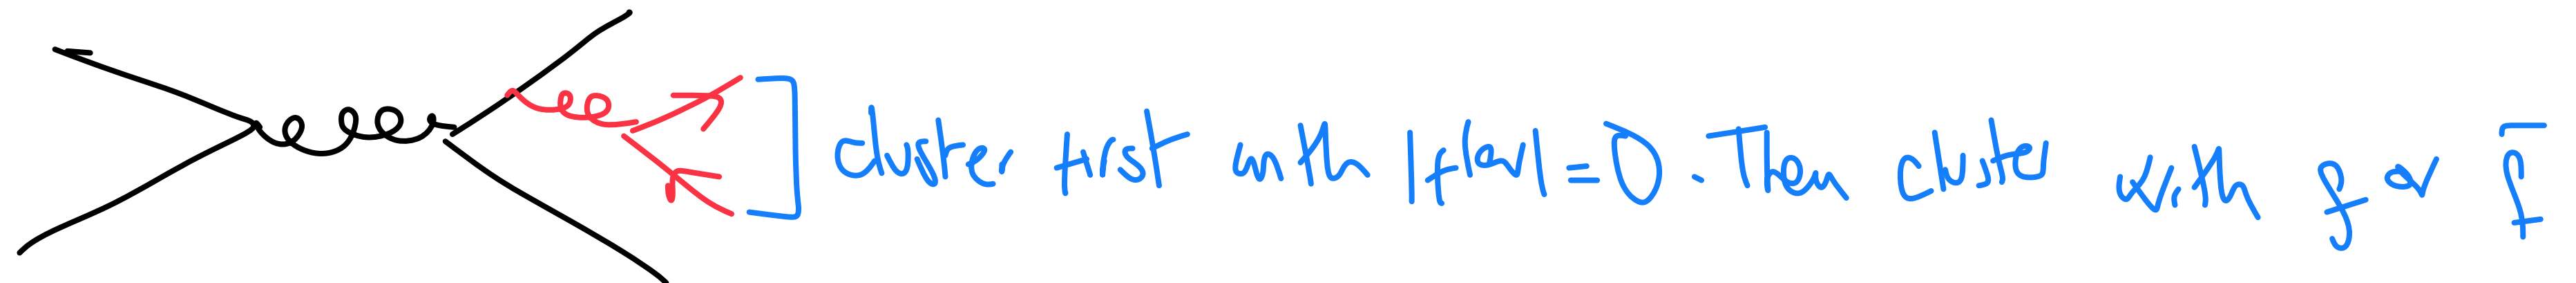 cluster first with |flav| = 0. Then cluster with f or f̅